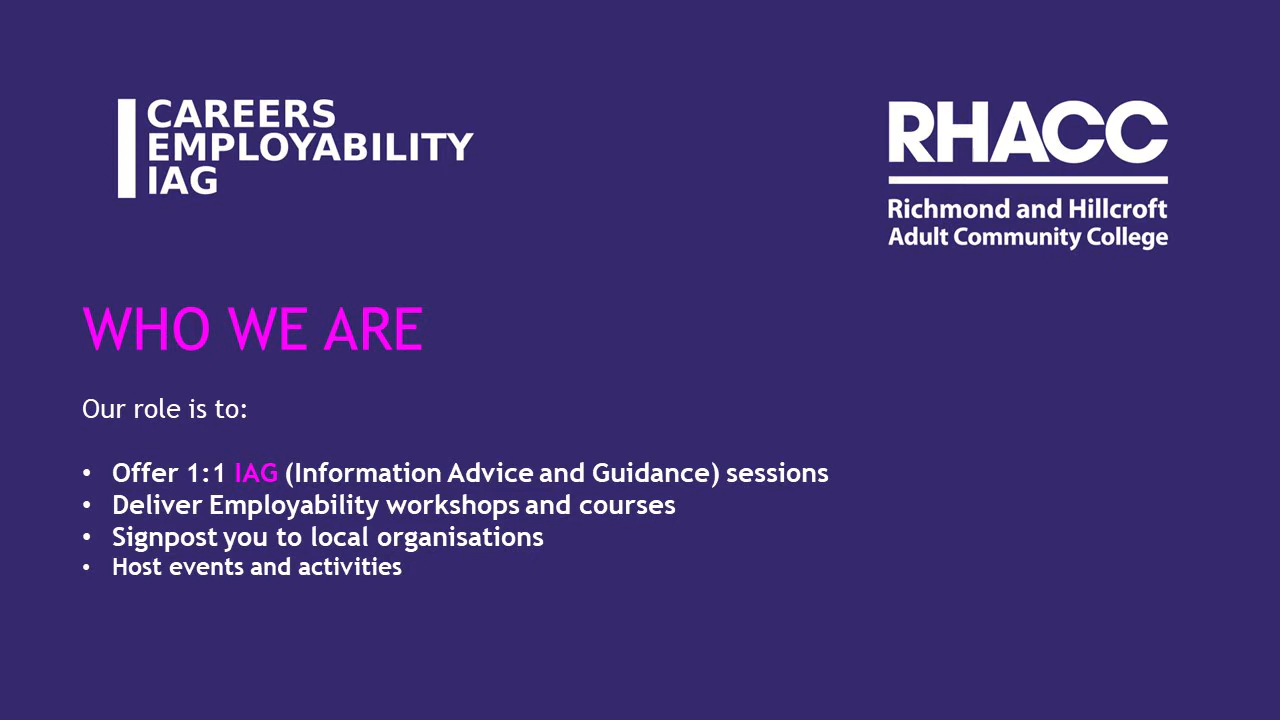 CAREERS
EMPLOYABILITY
IAG
RHACC
Richmond and Hillcroft
Adult Community College
WHO WE ARE
Our role is to:
• Offer 1:1 IAG (Information Advice and Guidance) sessions
• Deliver Employability workshops and courses
• Signpost you to local organisations
• Host events and activities